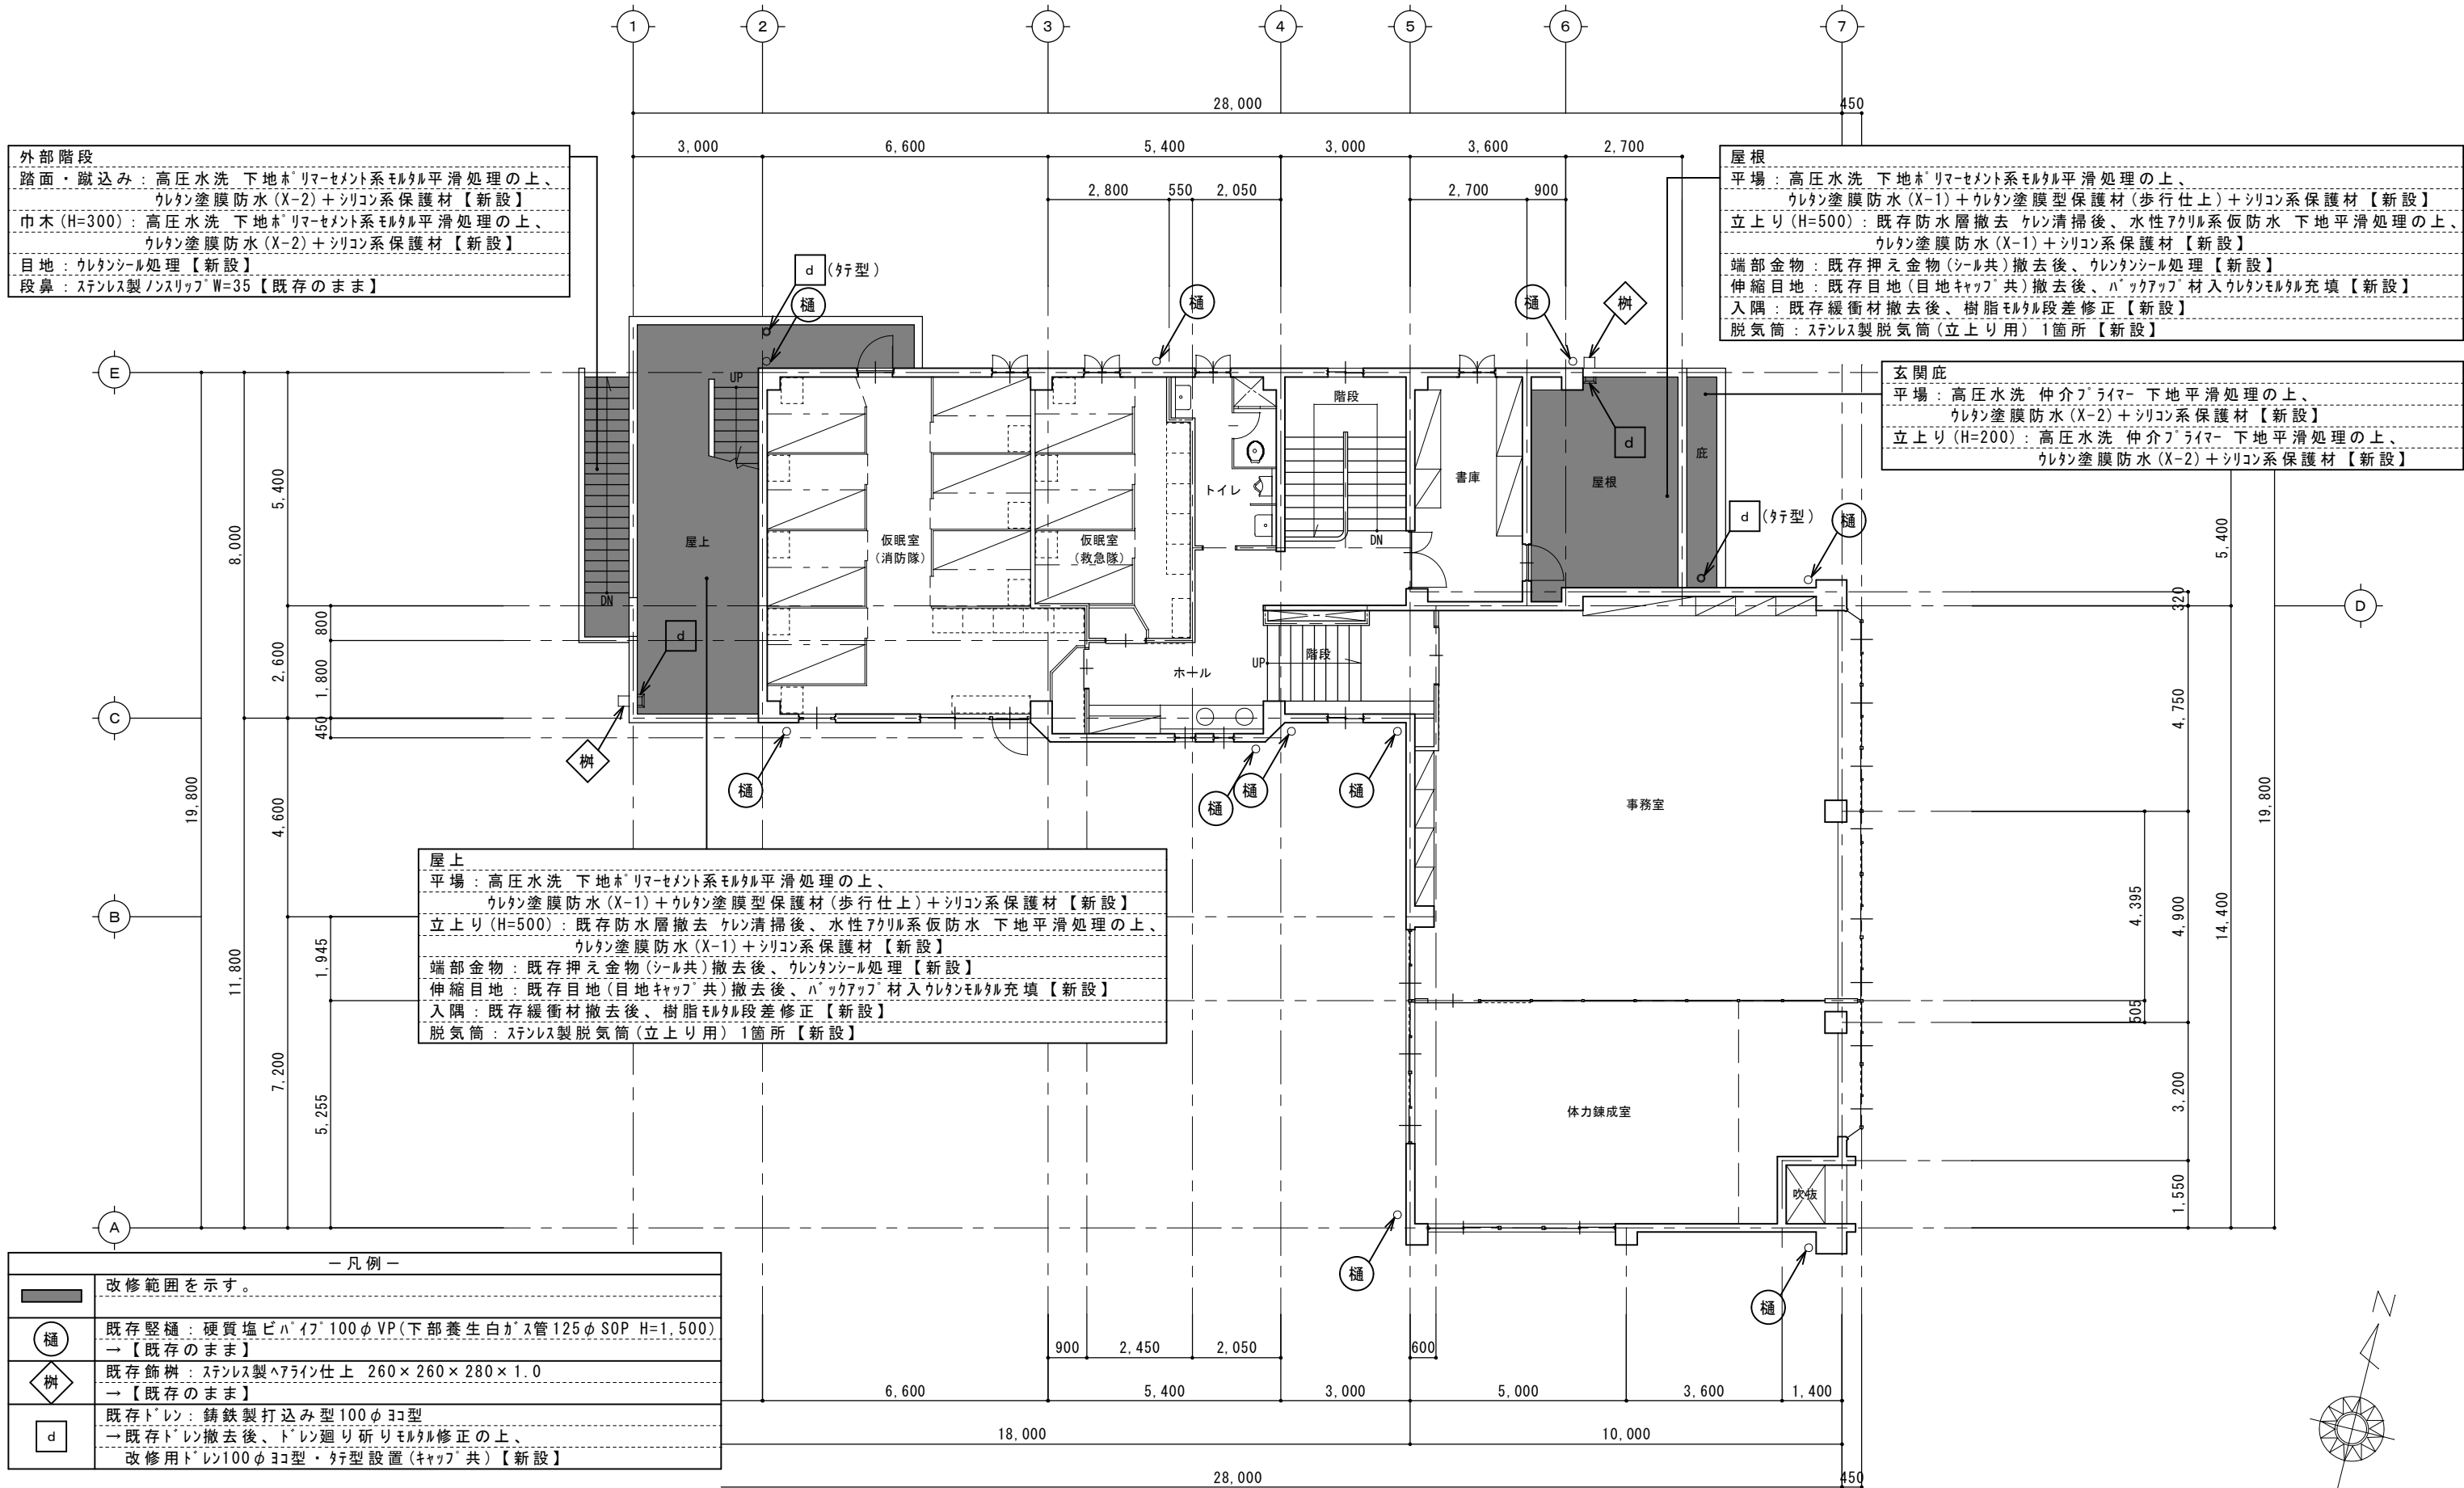 1
2
3
4
5
6
7
28,000
450
3,000
6,600
5,400
3,000
3,600
2,700
2,800
550
2,050
2,700
900
外部階段
踏面・蹴込み：高圧水洗 下地ﾎﾟﾘﾏｰｾﾒﾝﾄ系ﾓﾙﾀﾙ平滑処理の上、
ｳﾚﾀﾝ塗膜防水(X-2)＋ｼﾘｺﾝ系保護材【新設】
巾木(H=300)：高圧水洗 下地ﾎﾟﾘﾏｰｾﾒﾝﾄ系ﾓﾙﾀﾙ平滑処理の上、
ｳﾚﾀﾝ塗膜防水(X-2)＋ｼﾘｺﾝ系保護材【新設】
目地：ｳﾚﾀﾝｼｰﾙ処理【新設】
段鼻：ｽﾃﾝﾚｽ製ﾉﾝｽﾘｯﾌﾟW=35【既存のまま】
屋根
平場：高圧水洗 下地ﾎﾟﾘﾏｰｾﾒﾝﾄ系ﾓﾙﾀﾙ平滑処理の上、
ｳﾚﾀﾝ塗膜防水(X-1)＋ｳﾚﾀﾝ塗膜型保護材(歩行仕上)＋ｼﾘｺﾝ系保護材【新設】
立上り(H=500)：既存防水層撤去 ｹﾚﾝ清掃後、水性ｱｸﾘﾙ系仮防水 下地平滑処理の上、
ｳﾚﾀﾝ塗膜防水(X-1)＋ｼﾘｺﾝ系保護材【新設】
端部金物：既存押え金物(ｼｰﾙ共)撤去後、ｳﾚﾝﾀﾝｼｰﾙ処理【新設】
伸縮目地：既存目地(目地ｷｬｯﾌﾟ共)撤去後、ﾊﾞｯｸｱｯﾌﾟ材入ｳﾚﾀﾝﾓﾙﾀﾙ充填【新設】
入隅：既存緩衝材撤去後、樹脂ﾓﾙﾀﾙ段差修正【新設】
脱気筒：ｽﾃﾝﾚｽ製脱気筒(立上り用) 1箇所【新設】
玄関庇
平場：高圧水洗 仲介ﾌﾟﾗｲﾏｰ 下地平滑処理の上、
ｳﾚﾀﾝ塗膜防水(X-2)＋ｼﾘｺﾝ系保護材【新設】
立上り(H=200)：高圧水洗 仲介ﾌﾟﾗｲﾏｰ 下地平滑処理の上、
ｳﾚﾀﾝ塗膜防水(X-2)＋ｼﾘｺﾝ系保護材【新設】
d
(ﾀﾃ型)
樋
樋
樋
桝
E
D
C
B
A
UP
DN
屋上
d
桝
仮眠室
(消防隊)
仮眠室
(救急隊)
トイレ
階段
DN
書庫
屋根
d
庇
d
(ﾀﾃ型)
樋
ホール
UP
階段
樋
樋
樋
樋
事務室
体力錬成室
吹抜
樋
樋
19,800
8,000
11,800
5,400
2,600
4,600
7,200
800
1,800
450
1,945
5,255
320
4,750
4,900
3,200
1,550
4,395
505
5,400
14,400
19,800
屋上
平場：高圧水洗 下地ﾎﾟﾘﾏｰｾﾒﾝﾄ系ﾓﾙﾀﾙ平滑処理の上、
ｳﾚﾀﾝ塗膜防水(X-1)＋ｳﾚﾀﾝ塗膜型保護材(歩行仕上)＋ｼﾘｺﾝ系保護材【新設】
立上り(H=500)：既存防水層撤去 ｹﾚﾝ清掃後、水性ｱｸﾘﾙ系仮防水 下地平滑処理の上、
ｳﾚﾀﾝ塗膜防水(X-1)＋ｼﾘｺﾝ系保護材【新設】
端部金物：既存押え金物(ｼｰﾙ共)撤去後、ｳﾚﾝﾀﾝｼｰﾙ処理【新設】
伸縮目地：既存目地(目地ｷｬｯﾌﾟ共)撤去後、ﾊﾞｯｸｱｯﾌﾟ材入ｳﾚﾀﾝﾓﾙﾀﾙ充填【新設】
入隅：既存緩衝材撤去後、樹脂ﾓﾙﾀﾙ段差修正【新設】
脱気筒：ｽﾃﾝﾚｽ製脱気筒(立上り用) 1箇所【新設】
－凡例－
改修範囲を示す。
樋
既存竪樋：硬質塩ビﾊﾟｲﾌﾟ100φVP(下部養生白ｶﾞｽ管125φSOP H=1,500)
→【既存のまま】
桝
既存飾桝：ｽﾃﾝﾚｽ製ﾍｱﾗｲﾝ仕上 260×260×280×1.0
→【既存のまま】
d
既存ﾄﾞﾚﾝ：鋳鉄製打込み型100φﾖｺ型
→既存ﾄﾞﾚﾝ撤去後、ﾄﾞﾚﾝ廻り斫りﾓﾙﾀﾙ修正の上、
改修用ﾄﾞﾚﾝ100φﾖｺ型・ﾀﾃ型設置(ｷｬｯﾌﾟ共)【新設】
900
2,450
2,050
600
6,600
5,400
3,000
5,000
3,600
1,400
18,000
10,000
28,000
450
N